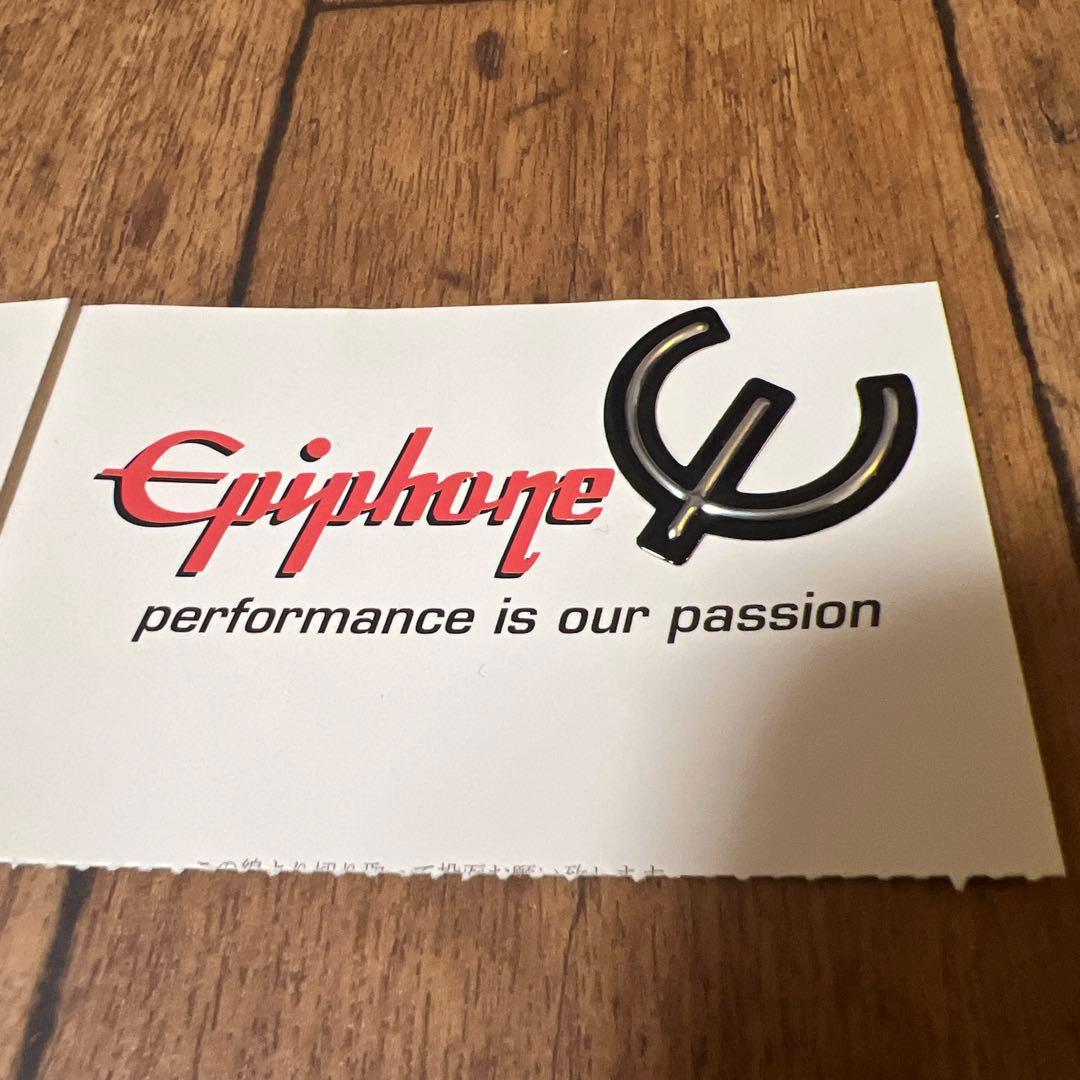 Epiphone
performance is our passion